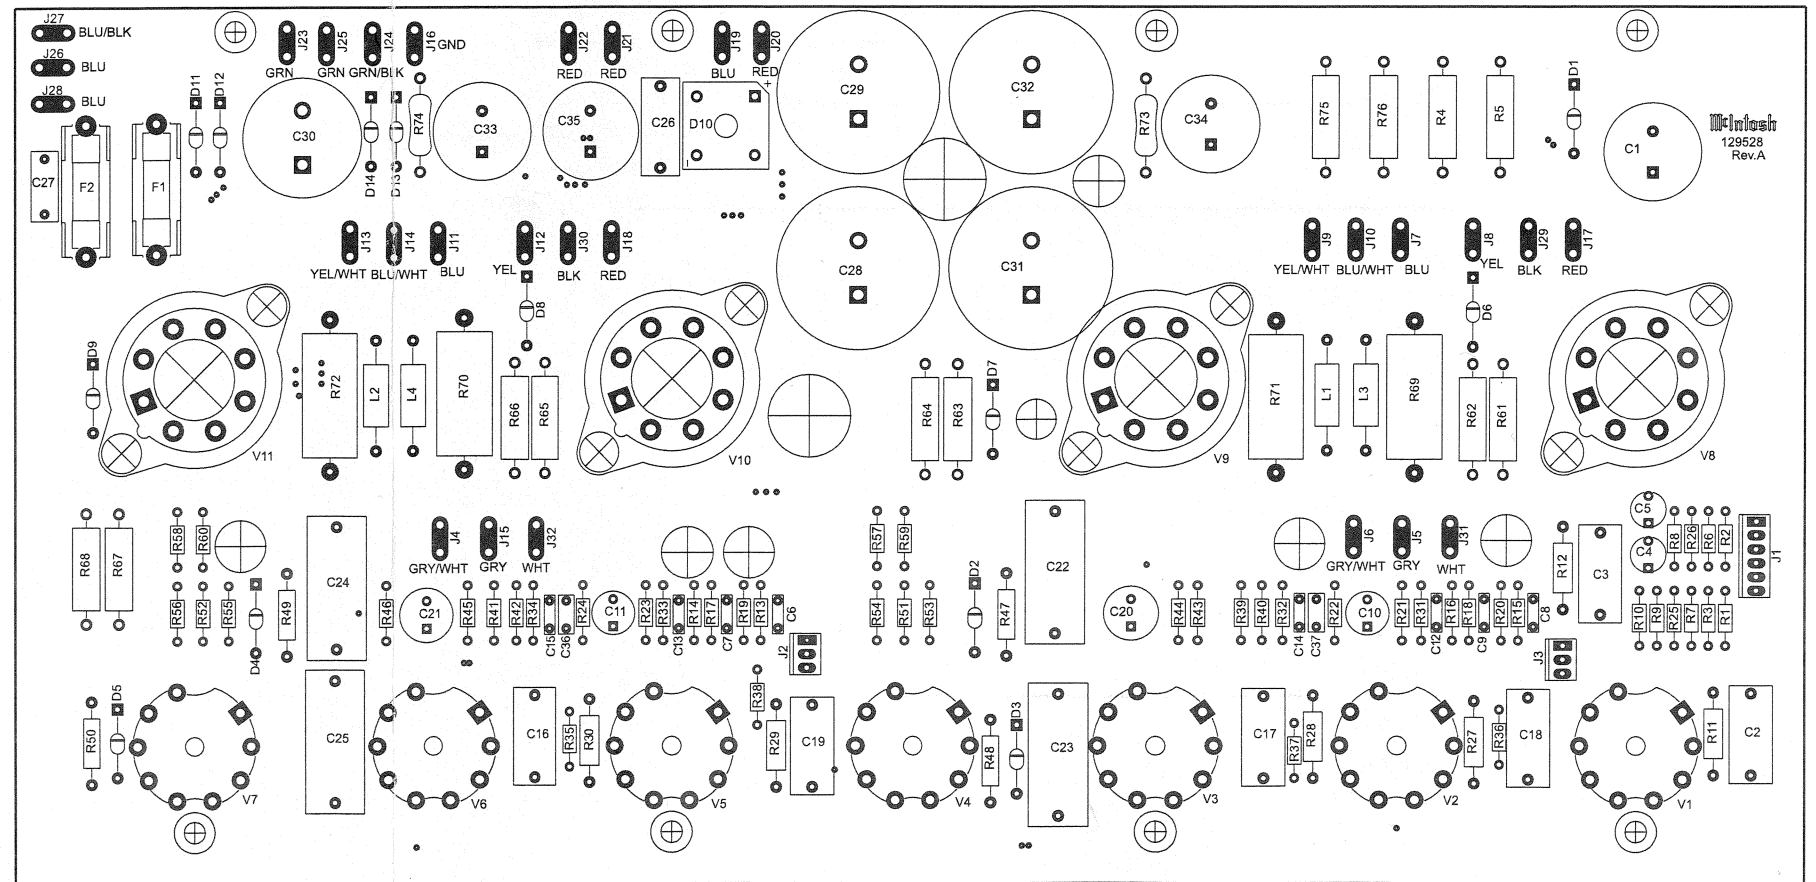 J27 BLU/BLK
J26 BLU
J28 BLU
D11 D12
J23 J25 J24 J16 GND
GRN GRN GRN/BLK
J22 J21 J19 J20
RED RED BLU RED
C27 F2 F1 C30 D14 D13 R74 C33 C35 C26 D10 + -
C29 C32 R73 C34 R75 R76 R4 R5 D1 C1
McIntosh
129528
Rev.A
J13 J14 J11 J12 J30 J18
YEL/WHT BLU/WHT BLU YEL BLK RED
C28 C31
J9 J10 J7 J8 J29 J17
YEL/WHT BLU/WHT BLU YEL BLK RED
D9 V11 R72 L2 L4 R70 D8 R66 R65 V10
R64 R63 D7 V9 R71 L1 L3 R69 D6 R62 R61 V8
R68 R67 R58 R60 C24 J4 J15 J32
GRY/WHT GRY WHT
R57 R59 C22 J6 J5 J31
GRY/WHT GRY WHT
R12 C3 C5 C4 R8 R26 R6 R2 J1
R56 R52 R55 D4 R49 R46 C21 R45 R41 R42 R34 C15 C36 R24 C11 R23 R33 C13 R14 R17 C7 R19 R13 C6 J2
R54 R51 R53 D2 R47 C20 R44 R43 R39 R40 R32 C14 C37 R22 C10 R21 R31 C12 R16 R18 C9 R20 R15 C8 J3
R10 R9 R25 R7 R3 R1
R50 D5 V7 C25 V6 C16 R35 R30 V5 R38 R29 C19 V4 R48 D3 C23 V3 C17 R37 R28 V2 R27 R36 C18 V1 R11 C2